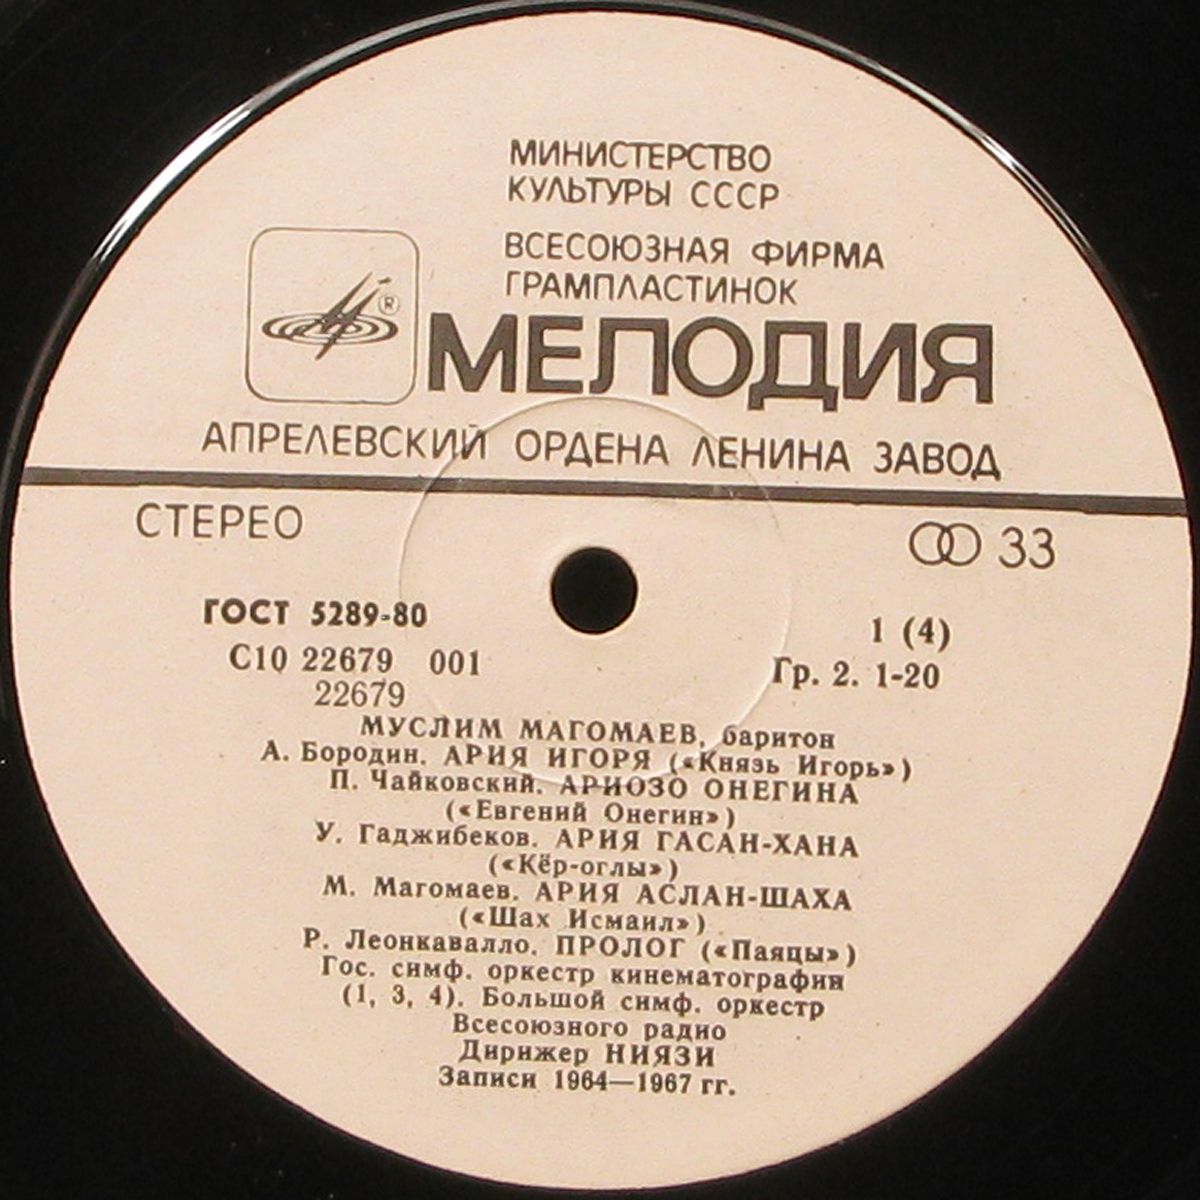 МИНИСТЕРСТВО
КУЛЬТУРЫ СССР
ВСЕСОЮЗНАЯ ФИРМА
ГРАМПЛАСТИНОК
®
МЕЛОДИЯ
АПРЕЛЕВСКИЙ ОРДЕНА ЛЕНИНА ЗАВОД
СТЕРЕО
33
ГОСТ 5289-80
1 (4)
С10 22679 001
Гр. 2. 1-20
22679
МУСЛИМ МАГОМАЕВ, баритон
А. Бородин. АРИЯ ИГОРЯ («Князь Игорь»)
П. Чайковский. АРИОЗО ОНЕГИНА
(«Евгений Онегин»)
У. Гаджибеков. АРИЯ ГАСАН-ХАНА
(«Кёр-оглы»)
М. Магомаев. АРИЯ АСЛАН-ШАХА
(«Шах Исмаил»)
Р. Леонкавалло. ПРОЛОГ («Паяцы»)
Гос. симф. оркестр кинематографии
(1, 3, 4). Большой симф. оркестр
Всесоюзного радио
Дирижер НИЯЗИ
Записи 1964—1967 гг.